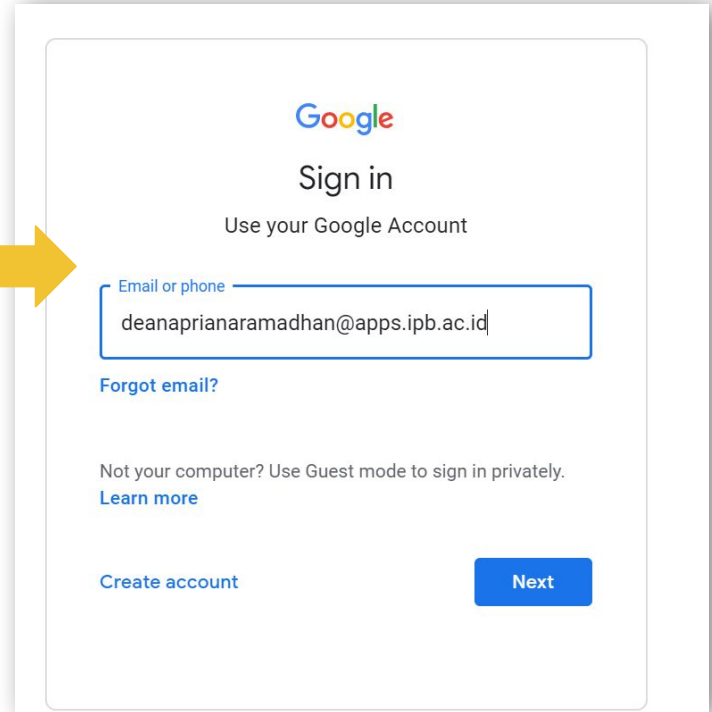 Google
Sign in
Use your Google Account
Email or phone
deanaprianaramadhan@apps.ipb.ac.id
Forgot email?
Not your computer? Use Guest mode to sign in privately.
Learn more
Create account
Next